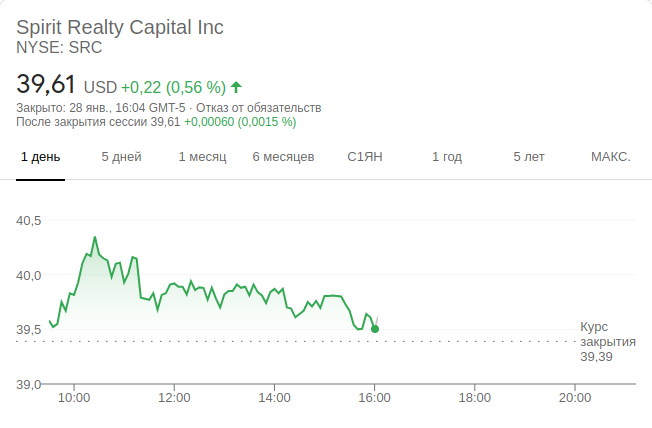 Spirit Realty Capital Inc
NYSE: SRC
39,61 USD +0,22 (0,56 %)
Закрыто: 28 янв., 16:04 GMT-5 · Отказ от обязательств
После закрытия сессии 39,61 +0,00060 (0,0015 %)
1 день 5 дней 1 месяц 6 месяцев С1ЯН 1 год 5 лет МАКС.
40,5
40,0
39,5
Курс
закрытия
39,39
39,0
10:00 12:00 14:00 16:00 18:00 20:00